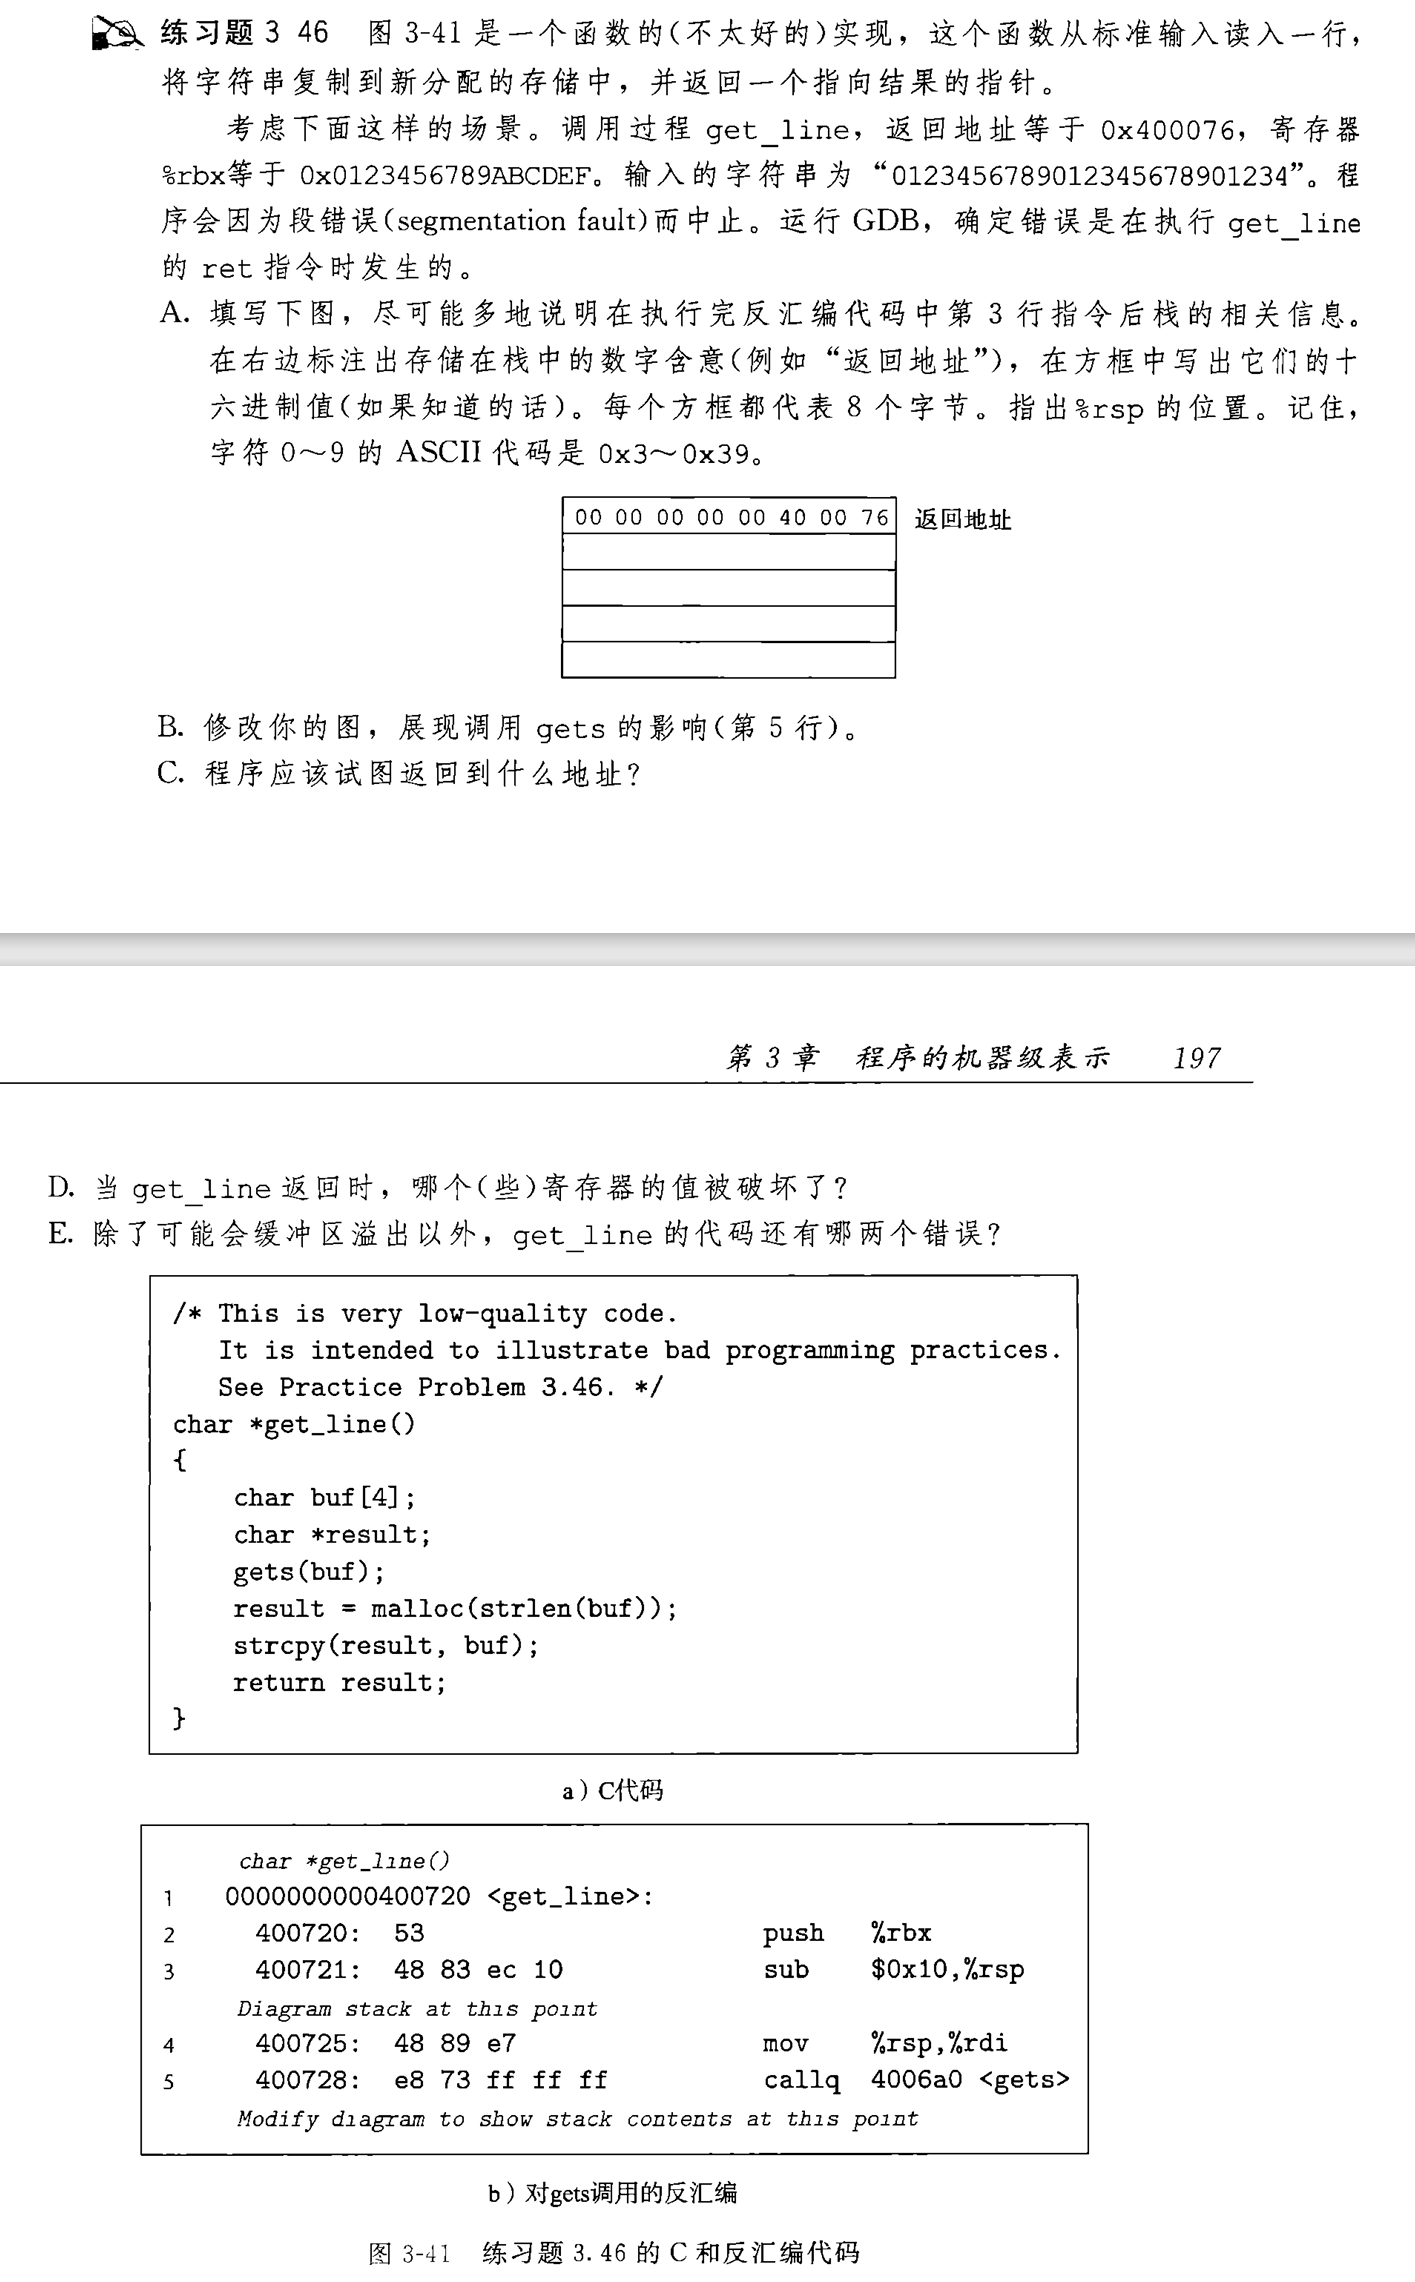 练习题 3 46 图 3-41 是一个函数的(不太好的)实现，这个函数从标准输入读入一行，
将字符串复制到新分配的存储中，并返回一个指向结果的指针。
考虑下面这样的场景。调用过程 get_line，返回地址等于 0x400076，寄存器
%rbx等于 0x0123456789ABCDEF。输入的字符串为“0123456789012345678901234”。程
序会因为段错误(segmentation fault)而中止。运行 GDB，确定错误是在执行 get_line
的 ret 指令时发生的。
A. 填写下图，尽可能多地说明在执行完反汇编代码中第 3 行指令后栈的相关信息。
在右边标注出存储在栈中的数字含意(例如“返回地址”)，在方框中写出它们的十
六进制值(如果知道的话)。每个方框都代表 8 个字节。指出%rsp 的位置。记住，
字符 0～9 的 ASCII 代码是 0x3～0x39。
00 00 00 00 00 40 00 76 返回地址
B. 修改你的图，展现调用 gets 的影响(第 5 行)。
C. 程序应该试图返回到什么地址?
第 3 章 程序的机器级表示 197
D. 当 get_line 返回时，哪个(些)寄存器的值被破坏了?
E. 除了可能会缓冲区溢出以外，get_line 的代码还有哪两个错误?
/* This is very low-quality code.
It is intended to illustrate bad programming practices.
See Practice Problem 3.46. */
char *get_line()
{
char buf[4];
char *result;
gets(buf);
result = malloc(strlen(buf));
strcpy(result, buf);
return result;
}
a) C代码
char *get_line()
1 0000000000400720 <get_line>:
2 400720: 53 push %rbx
3 400721: 48 83 ec 10 sub $0x10,%rsp
Diagram stack at this point
4 400725: 48 89 e7 mov %rsp,%rdi
5 400728: e8 73 ff ff ff callq 4006a0 <gets>
Modify diagram to show stack contents at this point
b) 对gets调用的反汇编
图 3-41 练习题 3.46 的 C 和反汇编代码